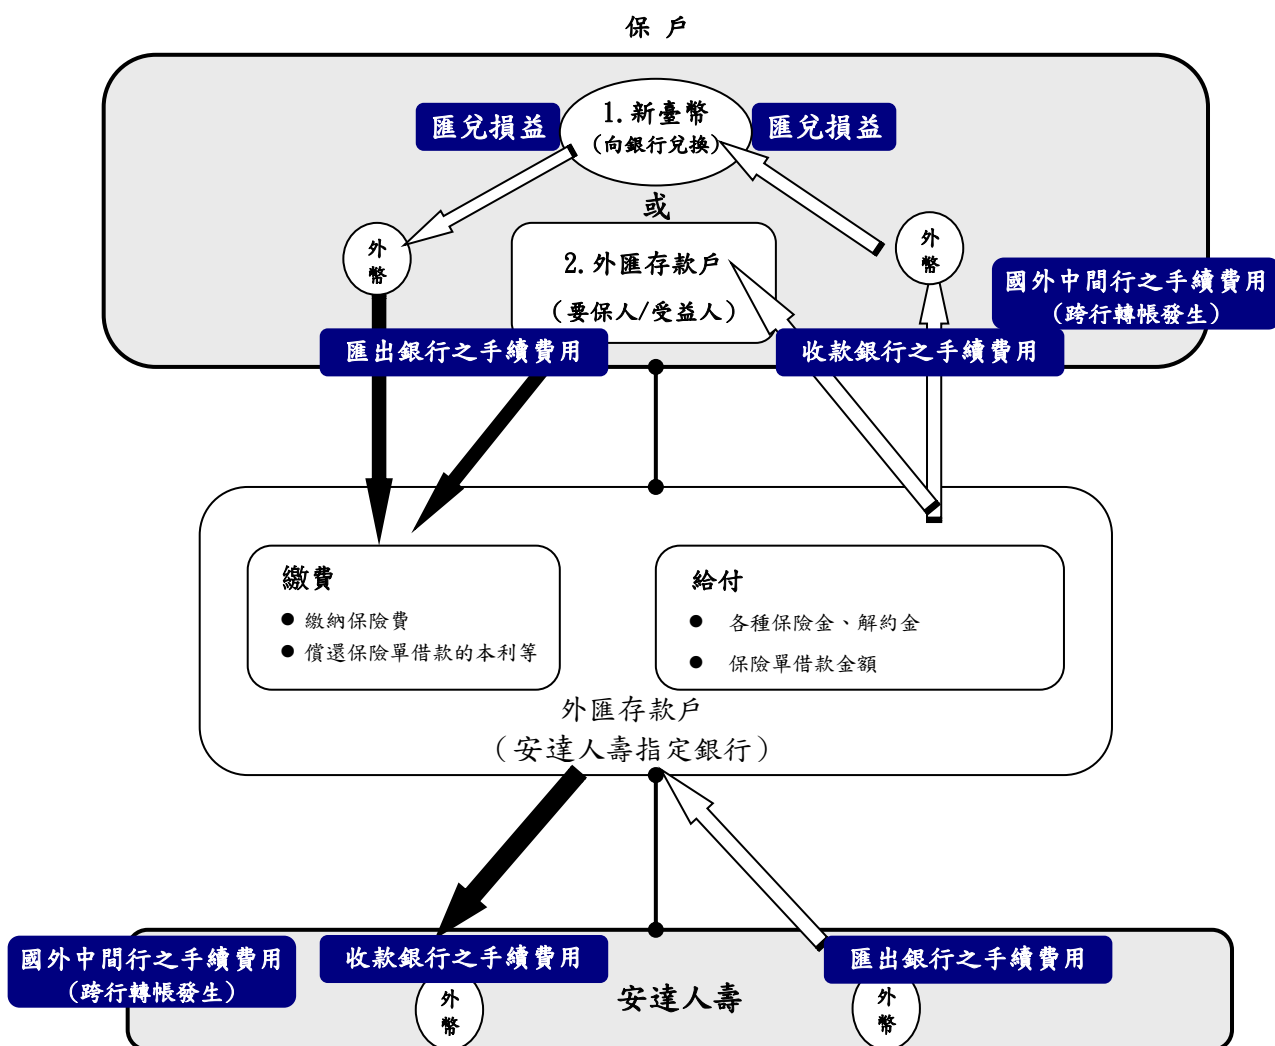 保 戶
匯兌損益
1. 新臺幣
（向銀行兌換）
匯兌損益
或
外
幣
2. 外匯存款戶
（要保人/受益人）
外
幣
國外中間行之手續費用
（跨行轉帳發生）
匯出銀行之手續費用
收款銀行之手續費用
繳費
● 繳納保險費
● 償還保險單借款的本利等
給付
● 各種保險金、解約金
● 保險單借款金額
外匯存款戶
（安達人壽指定銀行）
國外中間行之手續費用
（跨行轉帳發生）
收款銀行之手續費用
匯出銀行之手續費用
外
幣
安達人壽
外
幣